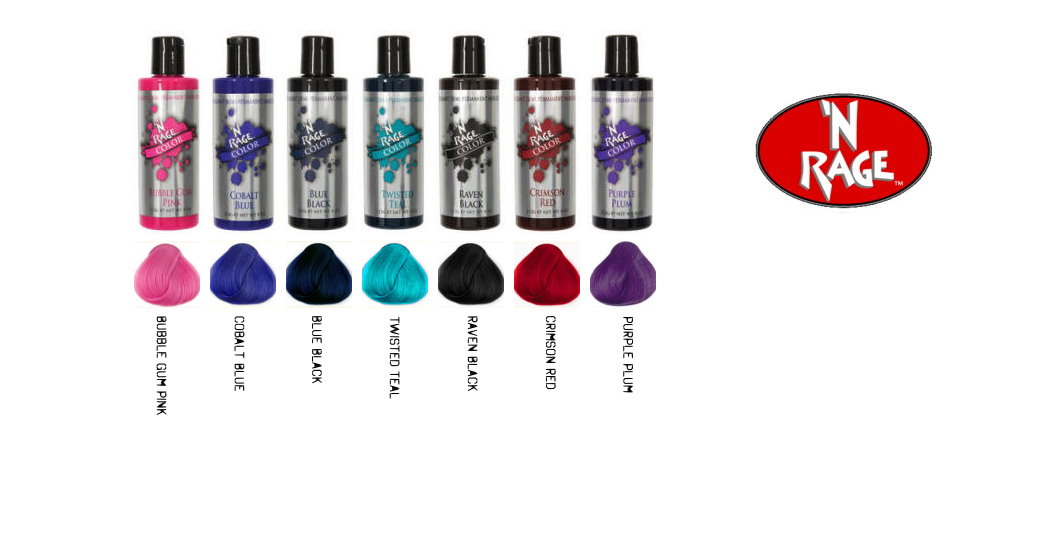 'N
RAGE
COLOR
BUBBLE GUM
PINK
'N
RAGE
COLOR
COBALT
BLUE
'N
RAGE
COLOR
BLUE
BLACK
'N
RAGE
COLOR
TWISTED
TEAL
'N
RAGE
COLOR
RAVEN
BLACK
'N
RAGE
COLOR
CRIMSON
RED
'N
RAGE
COLOR
PURPLE
PLUM
'N
RAGE
™
BUBBLE GUM PINK
COBALT BLUE
BLUE BLACK
TWISTED TEAL
RAVEN BLACK
CRIMSON RED
PURPLE PLUM